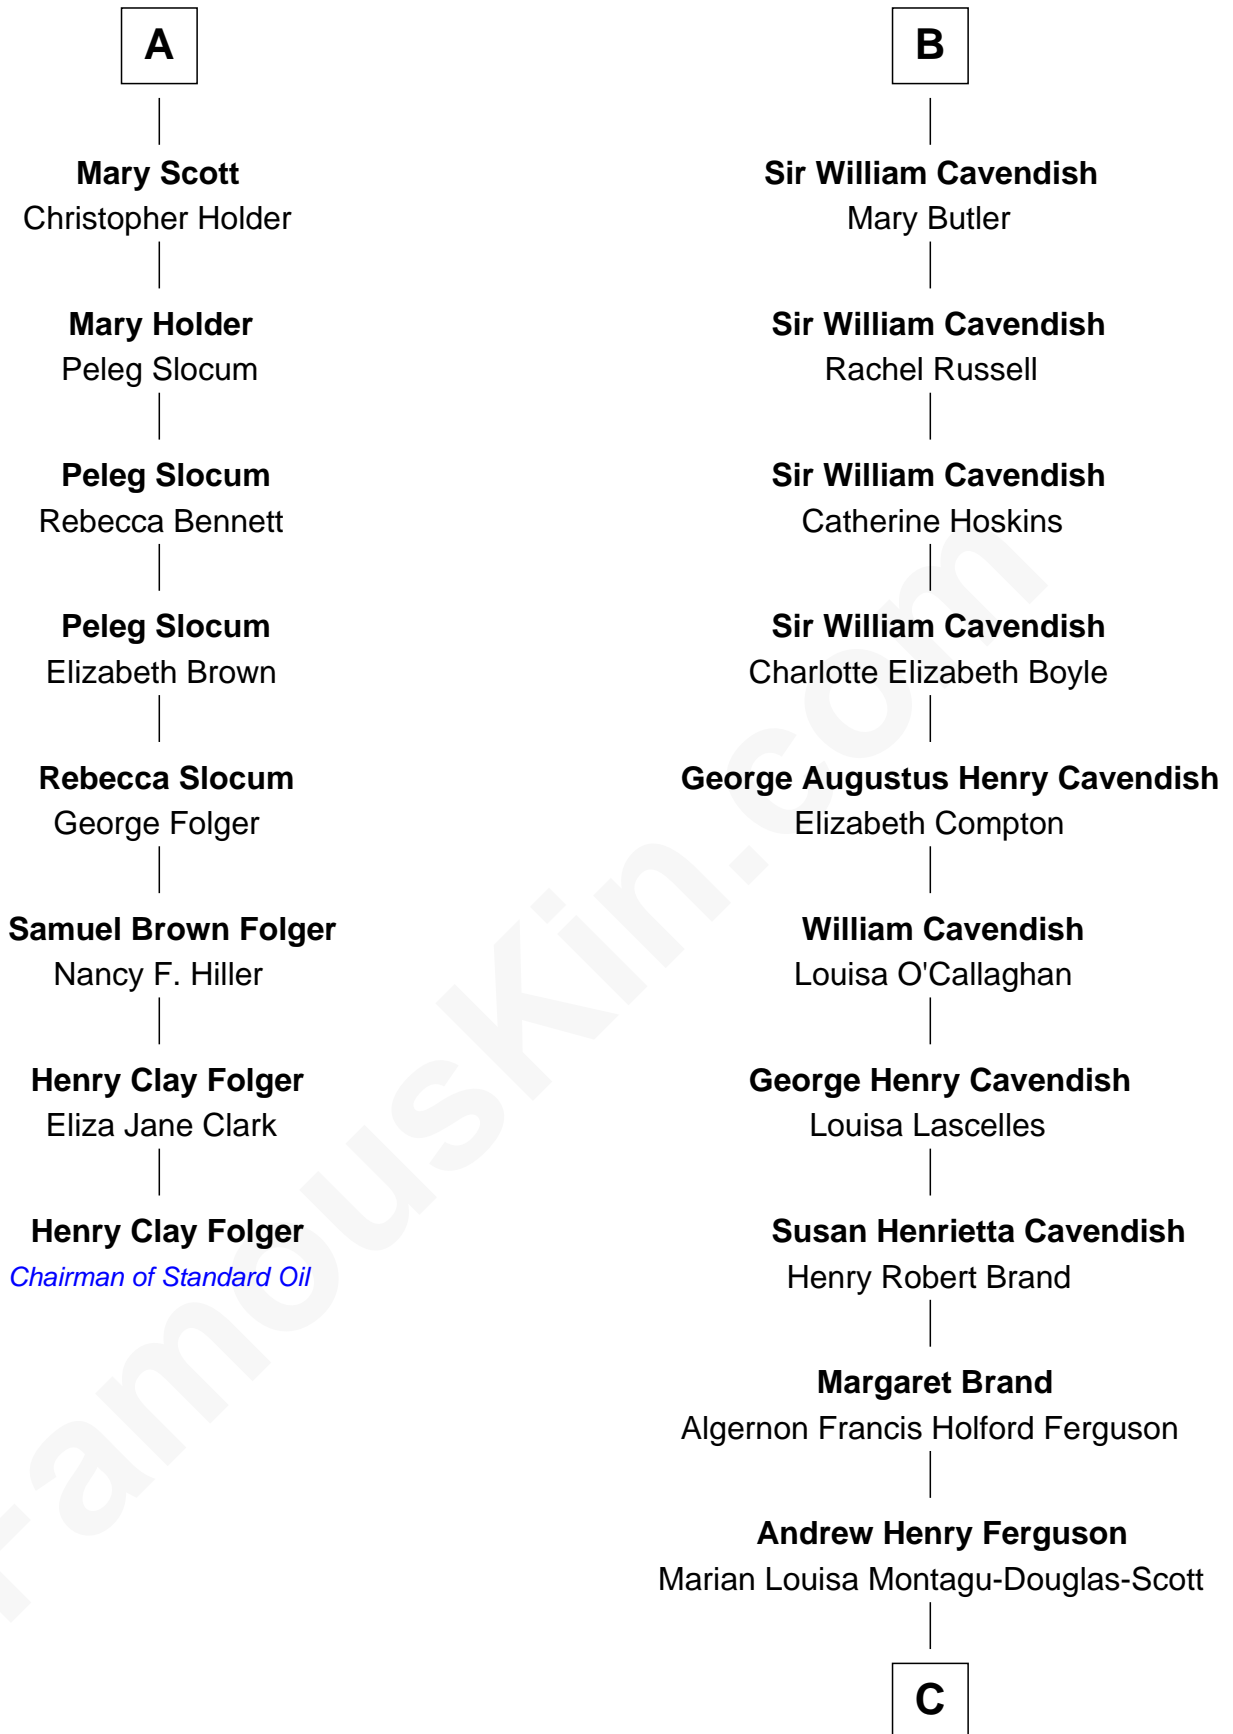 A
Mary Scott
Christopher Holder
Mary Holder
Peleg Slocum
Peleg Slocum
Rebecca Bennett
Peleg Slocum
Elizabeth Brown
Rebecca Slocum
George Folger
Samuel Brown Folger
Nancy F. Hiller
Henry Clay Folger
Eliza Jane Clark
Henry Clay Folger
Chairman of Standard Oil
B
Sir William Cavendish
Mary Butler
Sir William Cavendish
Rachel Russell
Sir William Cavendish
Catherine Hoskins
Sir William Cavendish
Charlotte Elizabeth Boyle
George Augustus Henry Cavendish
Elizabeth Compton
William Cavendish
Louisa O'Callaghan
George Henry Cavendish
Louisa Lascelles
Susan Henrietta Cavendish
Henry Robert Brand
Margaret Brand
Algernon Francis Holford Ferguson
Andrew Henry Ferguson
Marian Louisa Montagu-Douglas-Scott
C
FamousKin.com